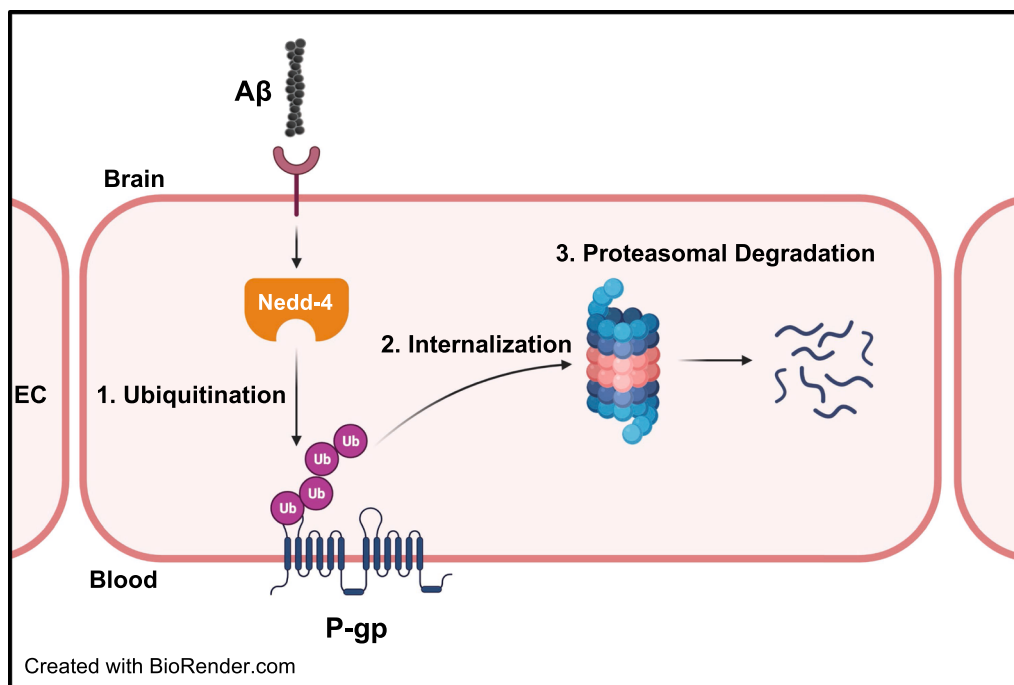 Aβ
Brain
3. Proteasomal Degradation
Nedd-4
2. Internalization
EC
1. Ubiquitination
Ub
Ub
Ub
Ub
Blood
P-gp
Created with BioRender.com